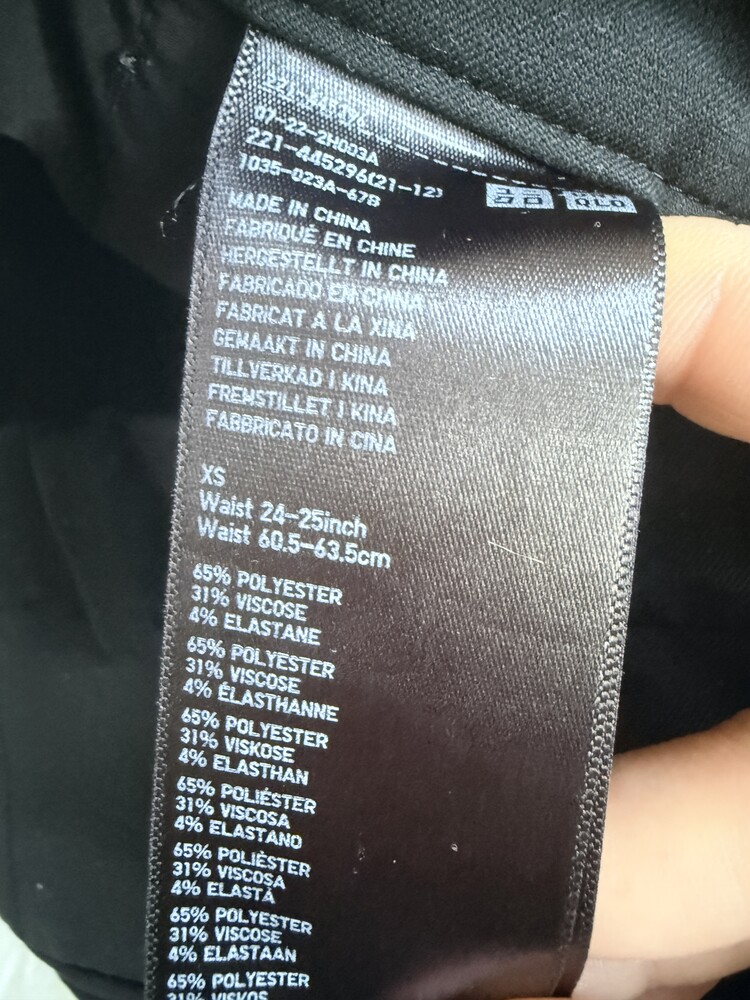 07-22-2H003A
221-445296(21-12)
1035-023A-67B
MADE IN CHINA
FABRIQUÉ EN CHINE
HERGESTELLT IN CHINA
FABRICADO EN CHINA
FABRICAT A LA XINA
GEMAAKT IN CHINA
TILLVERKAD I KINA
FREMSTILLET I KINA
FABBRICATO IN CINA
XS
Waist 24-25inch
Waist 60.5-63.5cm
65% POLYESTER
31% VISCOSE
4% ELASTANE
65% POLYESTER
31% VISCOSE
4% ÉLASTHANNE
65% POLYESTER
31% VISKOSE
4% ELASTHAN
65% POLIÉSTER
31% VISCOSA
4% ELASTANO
65% POLIÈSTER
31% VISCOSA
4% ELASTÀ
65% POLYESTER
31% VISCOSE
4% ELASTAAN
65% POLYESTER
31% VISKOS